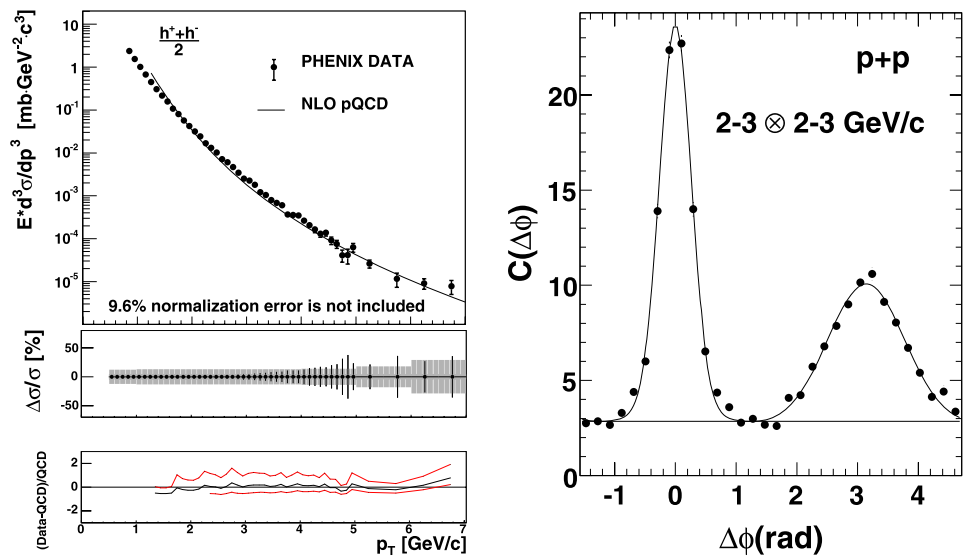 h⁺+h⁻
2
PHENIX DATA
NLO pQCD
E*d³σ/dp³ [mb·GeV⁻²·c³]
10
1
10⁻¹
10⁻²
10⁻³
10⁻⁴
10⁻⁵
9.6% normalization error is not included
Δσ/σ [%]
50
0
-50
(Data-QCD)/QCD
2
0
-2
0 1 2 3 4 5 6 7
p_T [GeV/c]
p+p
2-3 ⊗ 2-3 GeV/c
C(Δϕ)
20
15
10
5
0
-1 0 1 2 3 4
Δϕ(rad)